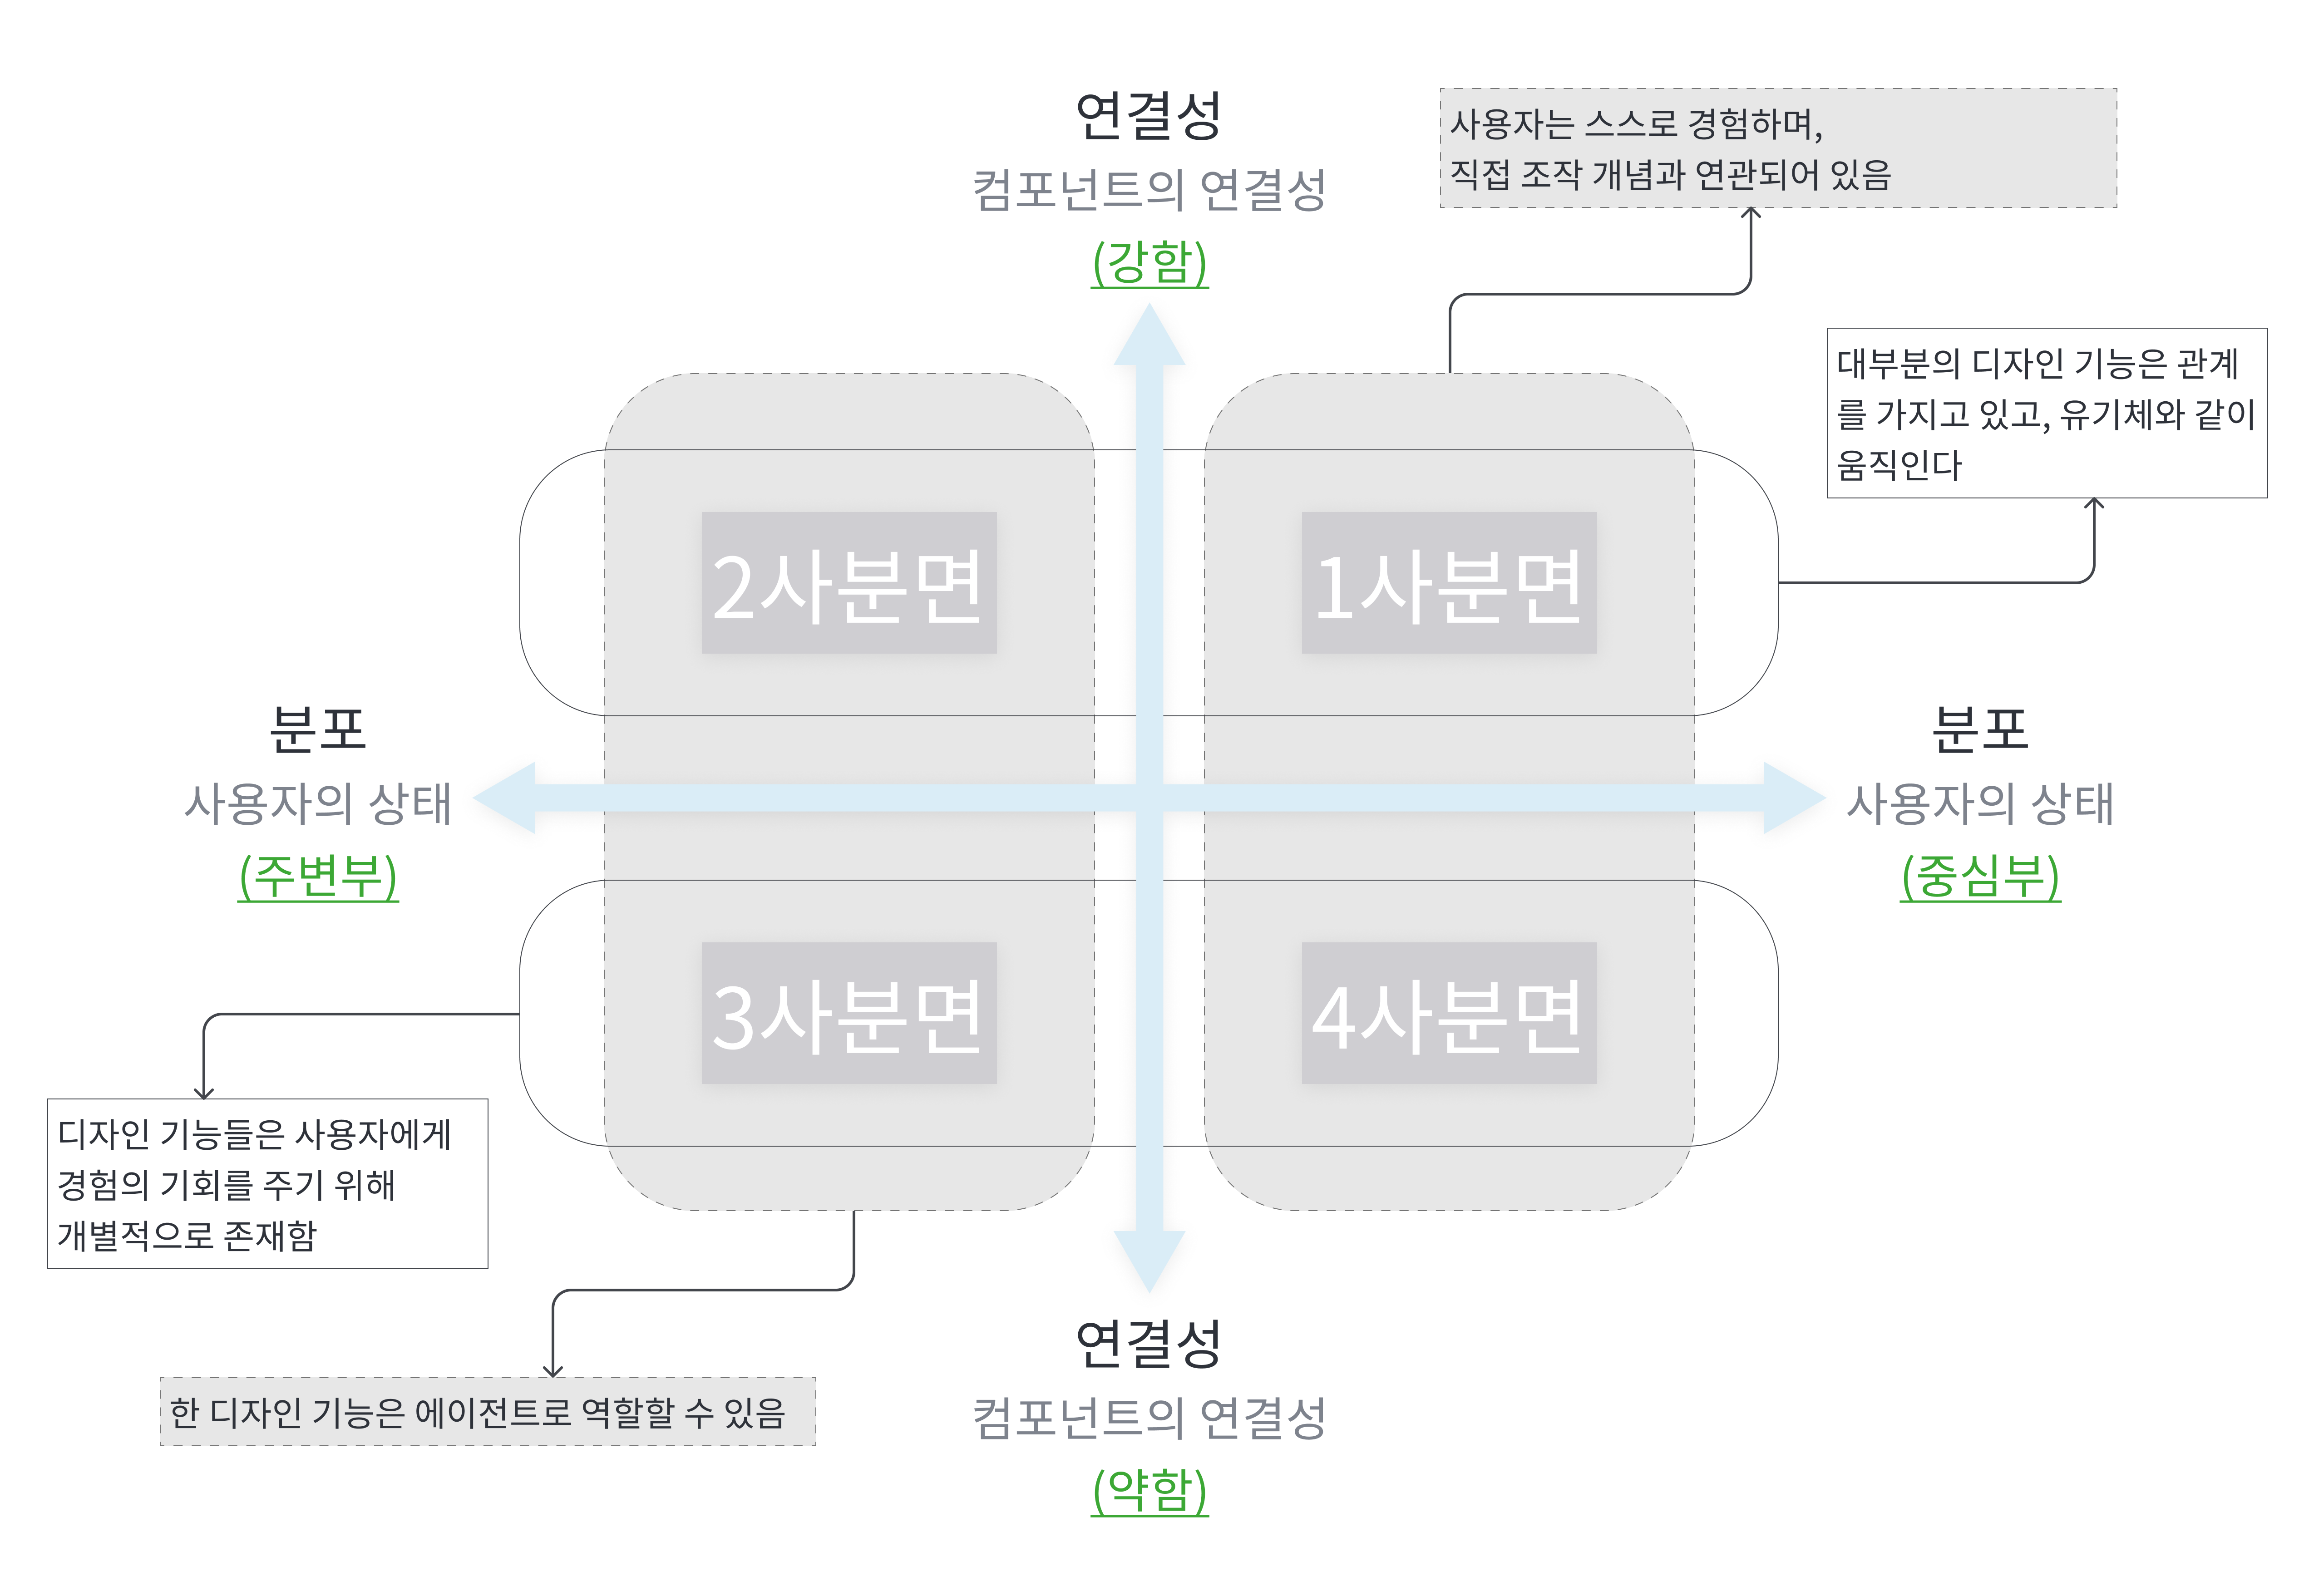 연결성
컴포넌트의 연결성
(강함)
사용자는 스스로 경험하며,
직접 조작 개념과 연관되어 있음
대부분의 디자인 기능은 관계
를 가지고 있고, 유기체와 같이
움직인다
2사분면
1사분면
분포
사용자의 상태
(주변부)
분포
사용자의 상태
(중심부)
3사분면
4사분면
디자인 기능들은 사용자에게
경험의 기회를 주기 위해
개별적으로 존재함
한 디자인 기능은 에이전트로 역할할 수 있음
연결성
컴포넌트의 연결성
(약함)